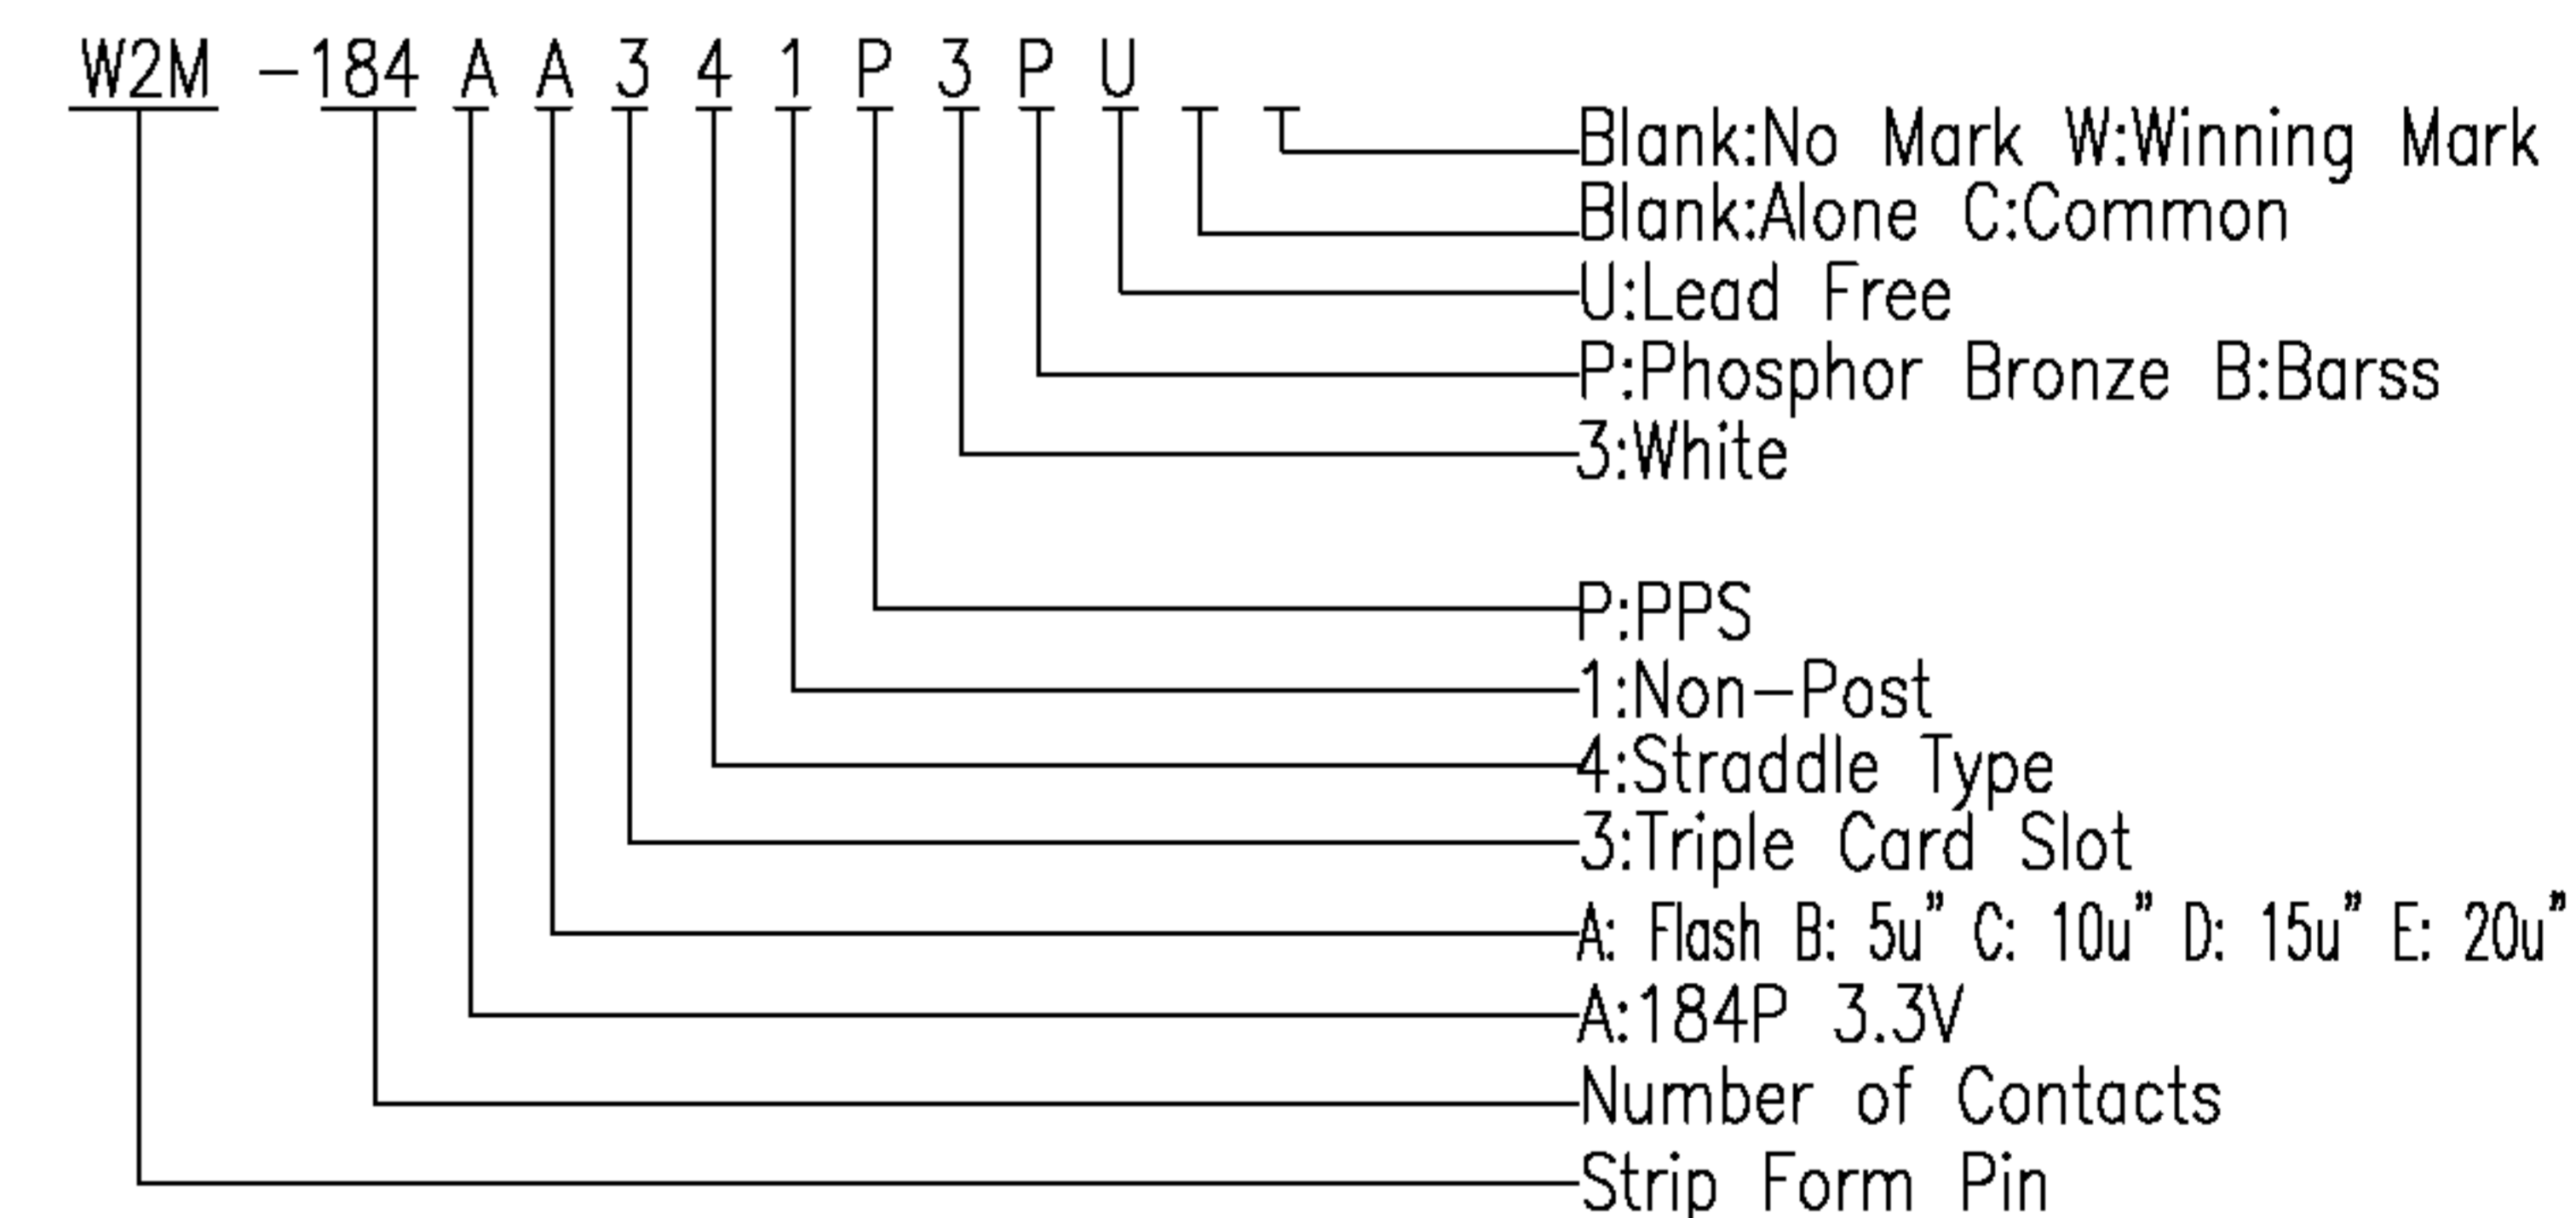 W2M -184 A A 3 4 1 P 3 P U
Blank:No Mark W:Winning Mark
Blank:Alone C:Common
U:Lead Free
P:Phosphor Bronze B:Barss
3:White
P:PPS
1:Non-Post
4:Straddle Type
3:Triple Card Slot
A: Flash B: 5u" C: 10u" D: 15u" E: 20u"
A:184P 3.3V
Number of Contacts
Strip Form Pin